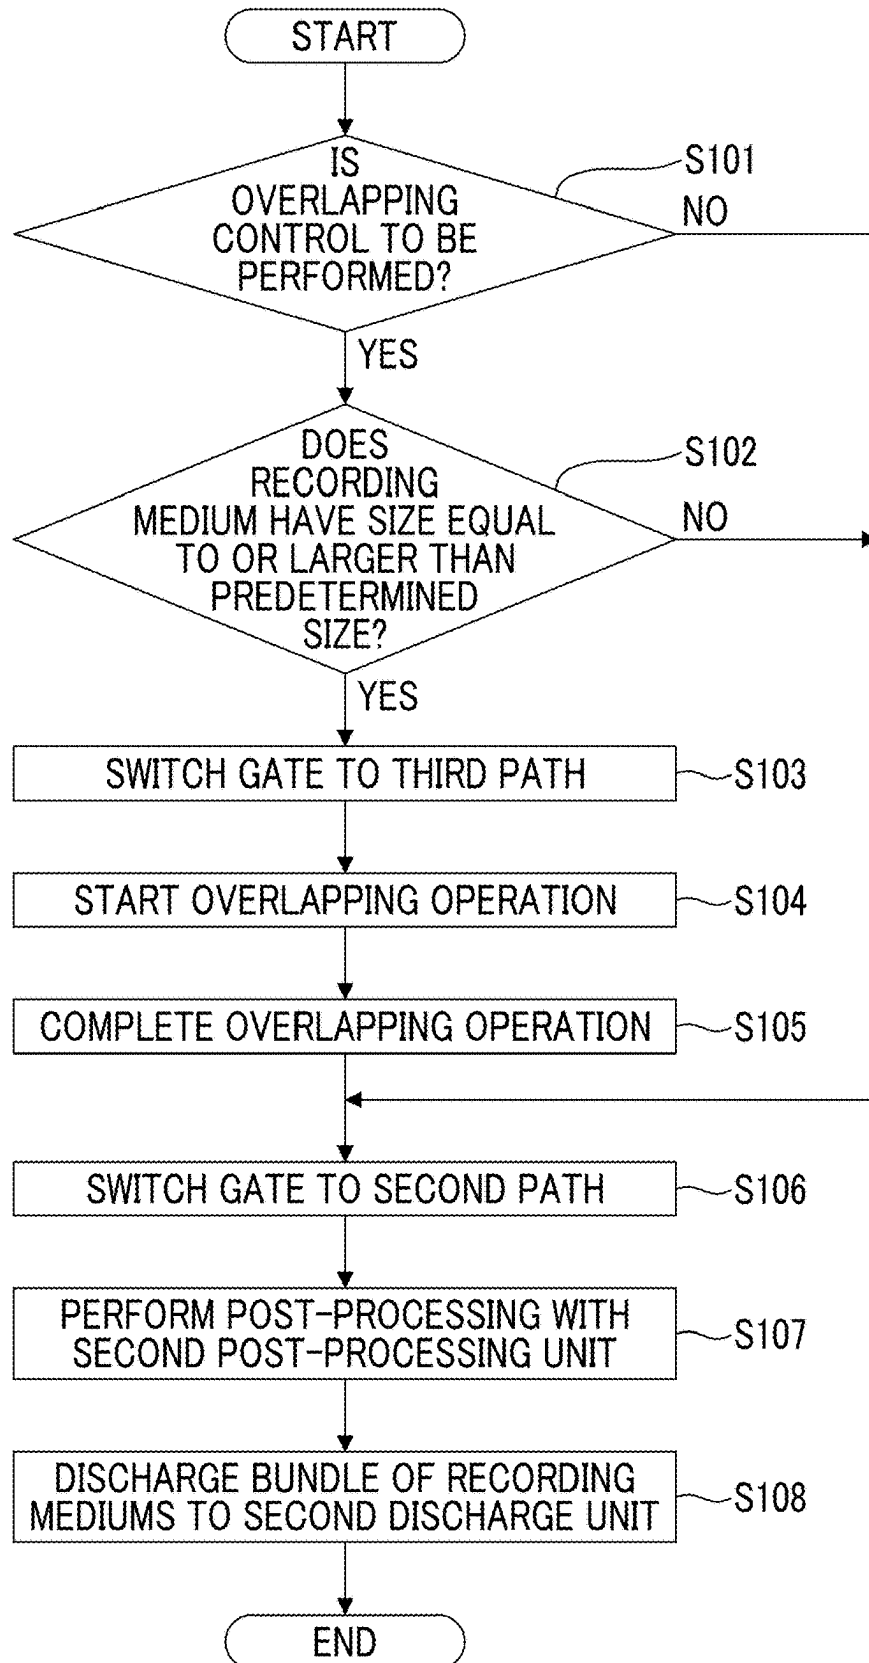 START
IS
OVERLAPPING
CONTROL TO BE
PERFORMED?
S101
NO
YES
DOES
RECORDING
MEDIUM HAVE SIZE EQUAL
TO OR LARGER THAN
PREDETERMINED
SIZE?
S102
NO
YES
SWITCH GATE TO THIRD PATH
S103
START OVERLAPPING OPERATION
S104
COMPLETE OVERLAPPING OPERATION
S105
SWITCH GATE TO SECOND PATH
S106
PERFORM POST-PROCESSING WITH
SECOND POST-PROCESSING UNIT
S107
DISCHARGE BUNDLE OF RECORDING
MEDIUMS TO SECOND DISCHARGE UNIT
S108
END